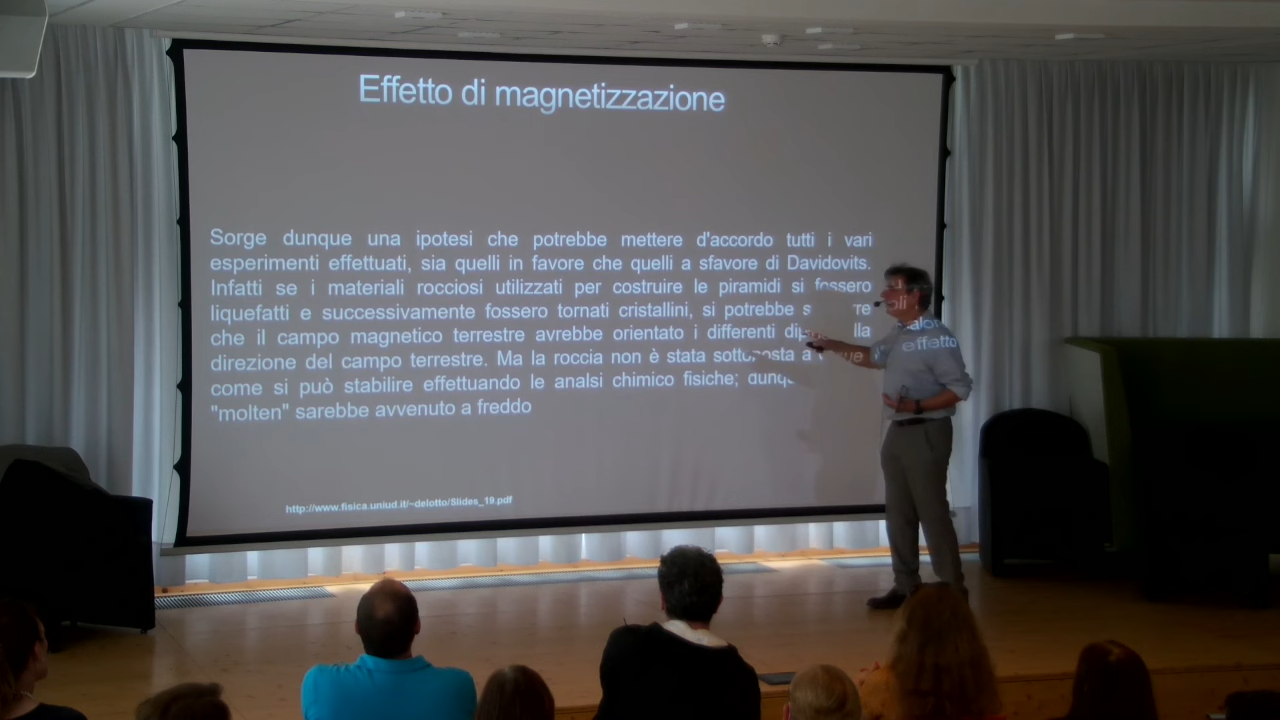 Effetto di magnetizzazione
Sorge dunque una ipotesi che potrebbe mettere d'accordo tutti i vari
esperimenti effettuati, sia quelli in favore che quelli a sfavore di Davidovits.
Infatti se i materiali rocciosi utilizzati per costruire le piramidi si fossero
liquefatti e successivamente fossero tornati cristallini, si potrebbe
che il campo magnetico terrestre avrebbe orientato i differenti
direzione del campo terrestre. Ma la roccia non è stata sottoposta a
come si può stabilire effettuando le analsi chimico fisiche;
"molten" sarebbe avvenuto a freddo
effetto
http://www.fisica.uniud.it/~delotto/Slides_19.pdf